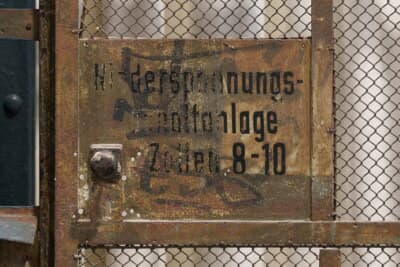 Niederspannungs-
schaltanlage
Zellen 8-10